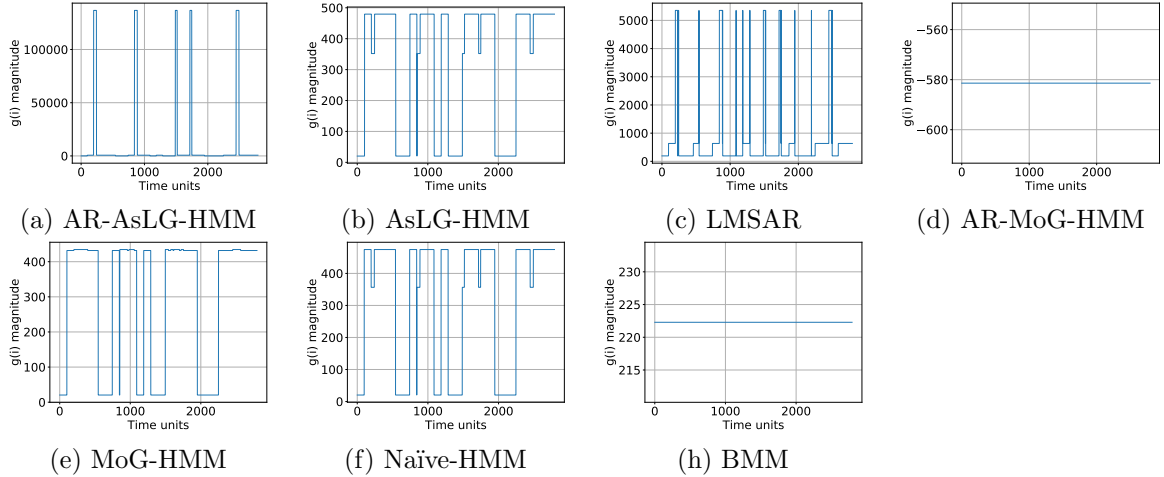 g(i) magnitude
100000
50000
0
0
1000
2000
Time units
(a) AR-AsLG-HMM
g(i) magnitude
500
400
300
200
100
0
0
1000
2000
Time units
(b) AsLG-HMM
g(i) magnitude
5000
4000
3000
2000
1000
0
0
1000
2000
Time units
(c) LMSAR
g(i) magnitude
−560
−580
−600
0
1000
2000
Time units
(d) AR-MoG-HMM
g(i) magnitude
400
300
200
100
0
0
1000
2000
Time units
(e) MoG-HMM
g(i) magnitude
400
300
200
100
0
0
1000
2000
Time units
(f) Naïve-HMM
g(i) magnitude
230
225
220
215
0
1000
2000
Time units
(h) BMM